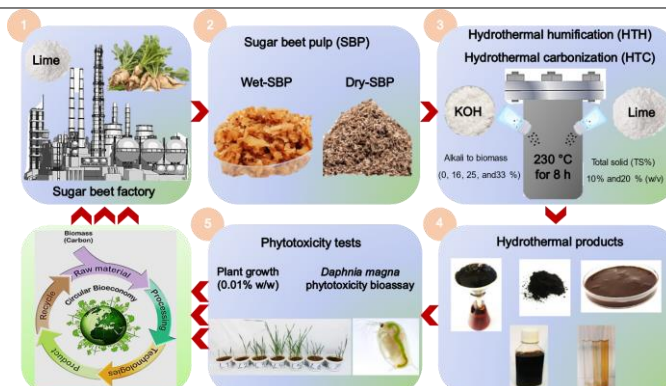 1
Lime
Sugar beet factory
2
Sugar beet pulp (SBP)
Wet-SBP
Dry-SBP
3
Hydrothermal humification (HTH)
Hydrothermal carbonization (HTC)
KOH
Lime
Alkali to biomass
(0, 16, 25, and33 %)
230 °C
for 8 h
Total solid (TS%)
10% and20 % (w/v)
4
Hydrothermal products
5
Phytotoxicity tests
Plant growth
(0.01% w/w)
Daphnia magna
phytotoxicity bioassay
Biomass
(Carbon)
Raw material
Processing
Technologies
Product
Recycle
Circular Bioeconomy